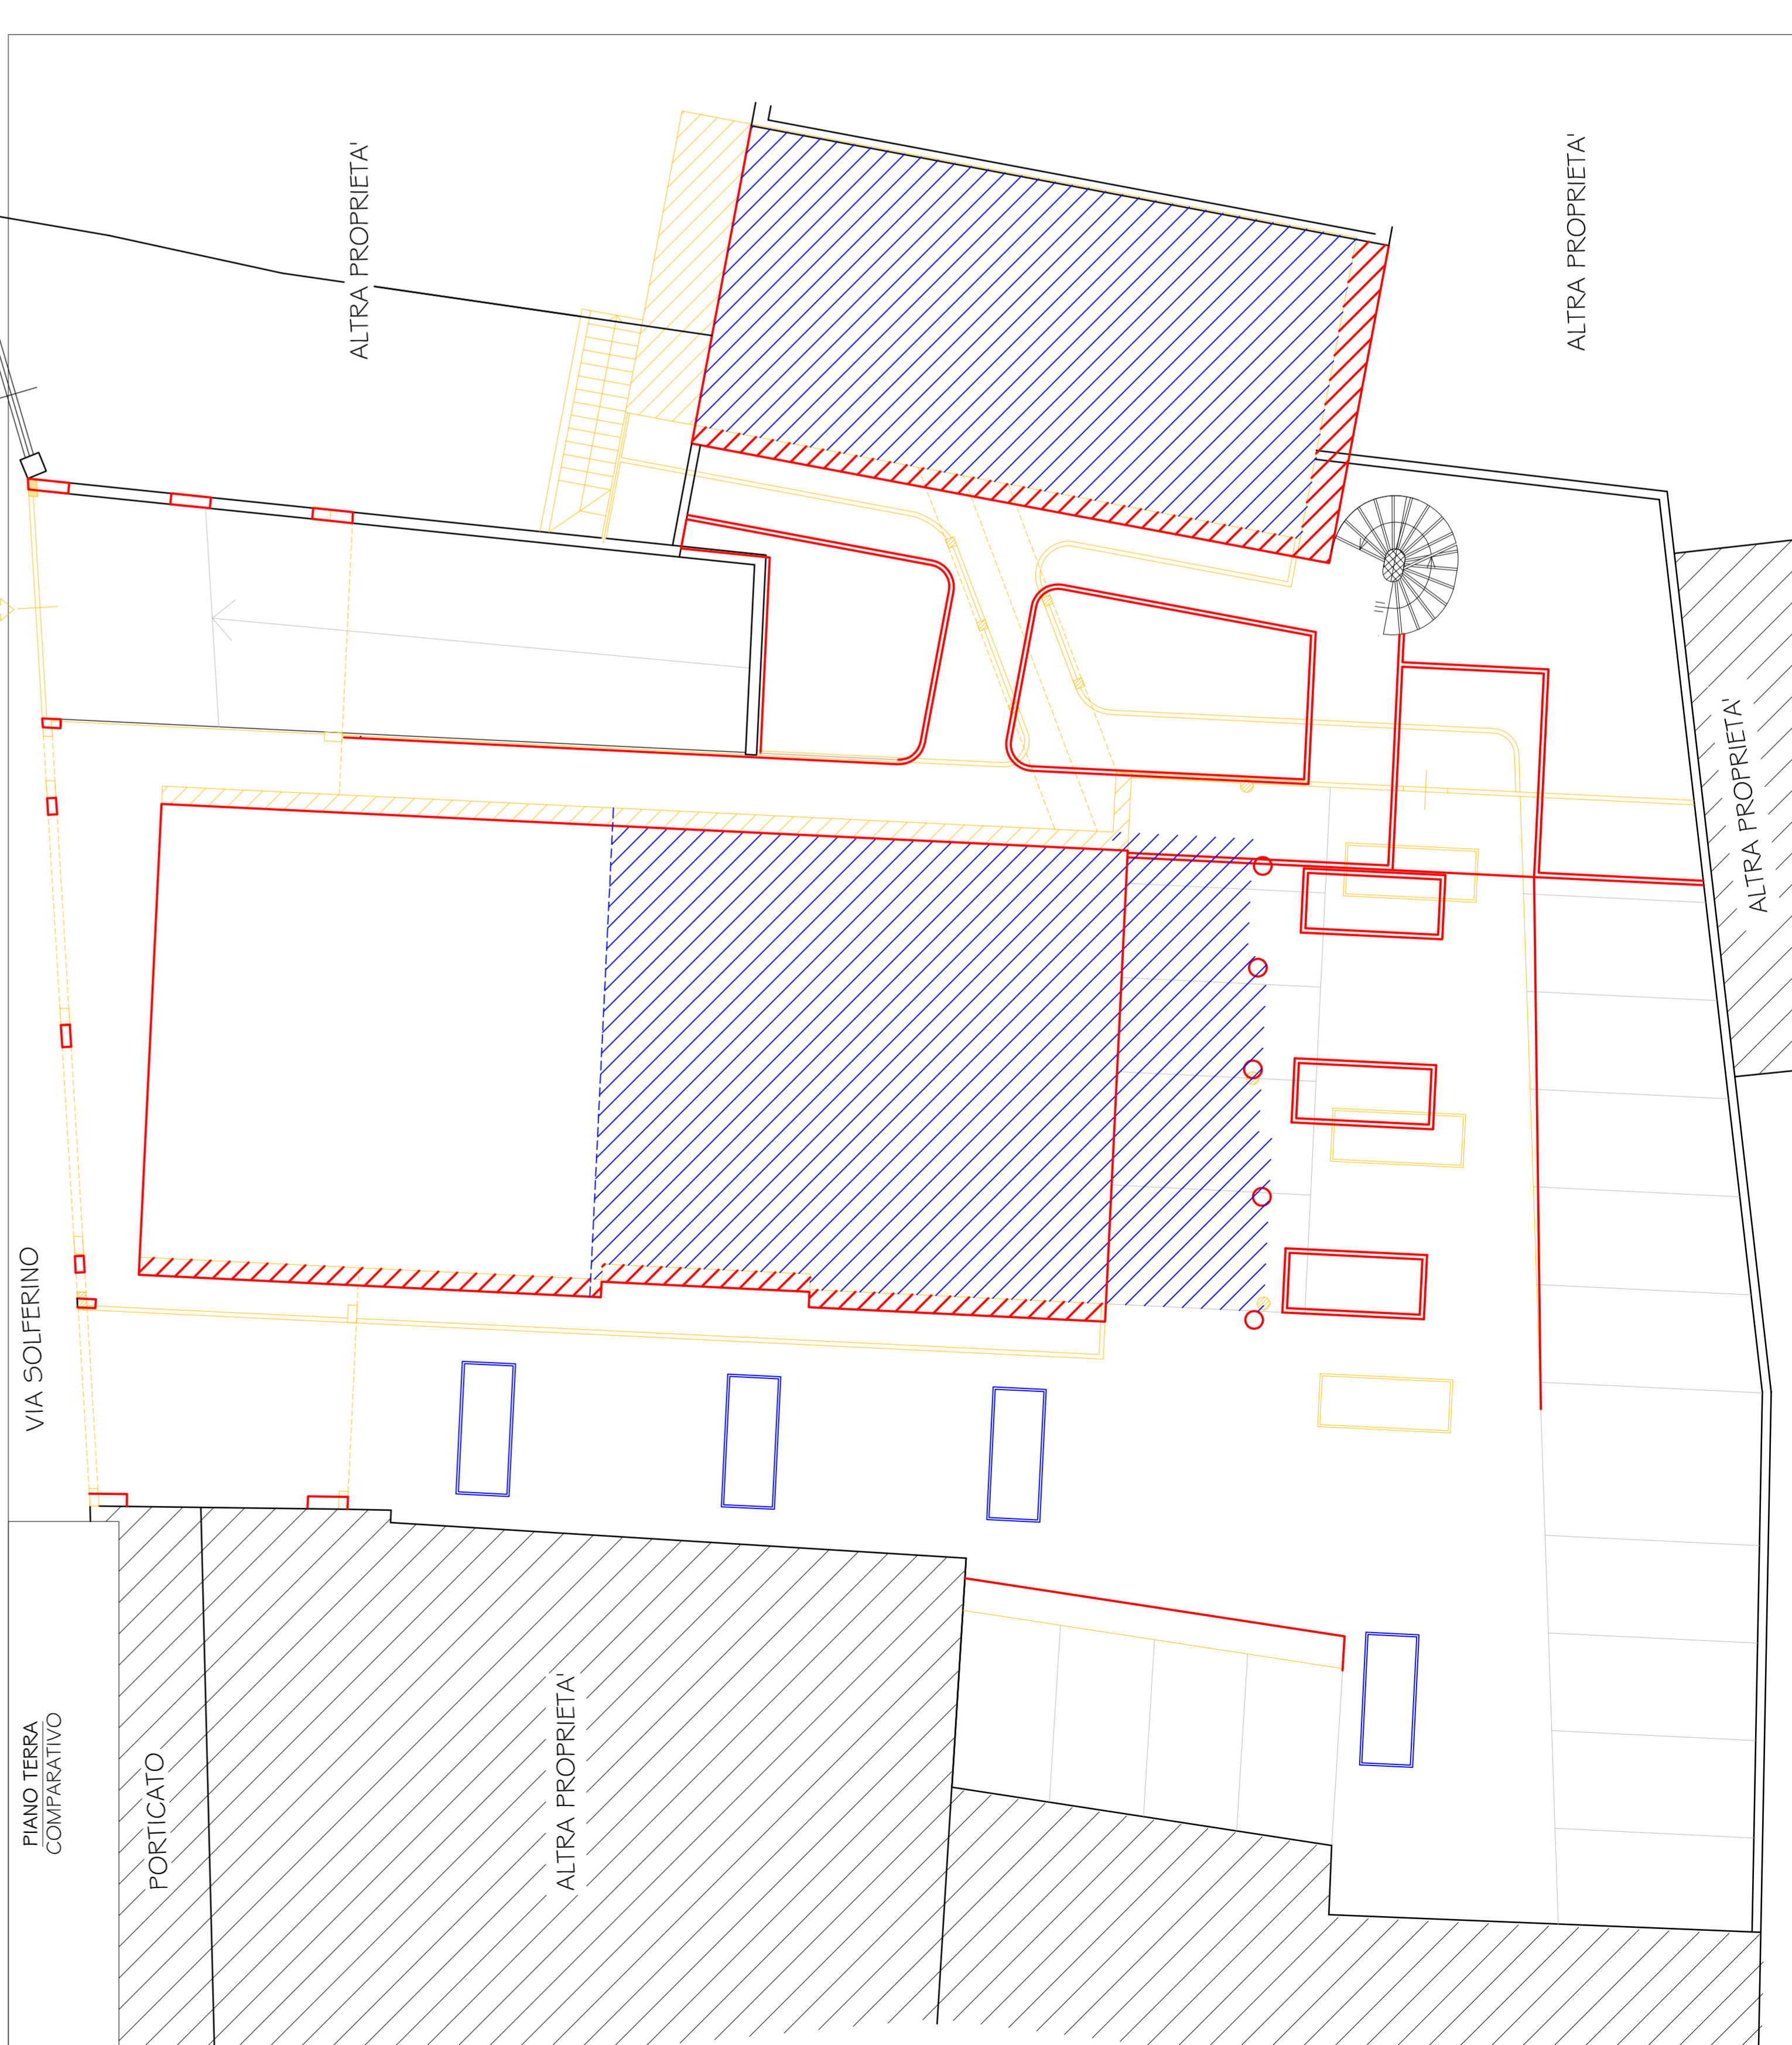 ALTRA PROPRIETA'
ALTRA PROPRIETA'
ALTRA PROPRIETA'
VIA SOLFERINO
PIANO TERRA
COMPARATIVO
PORTICATO
ALTRA PROPRIETA'